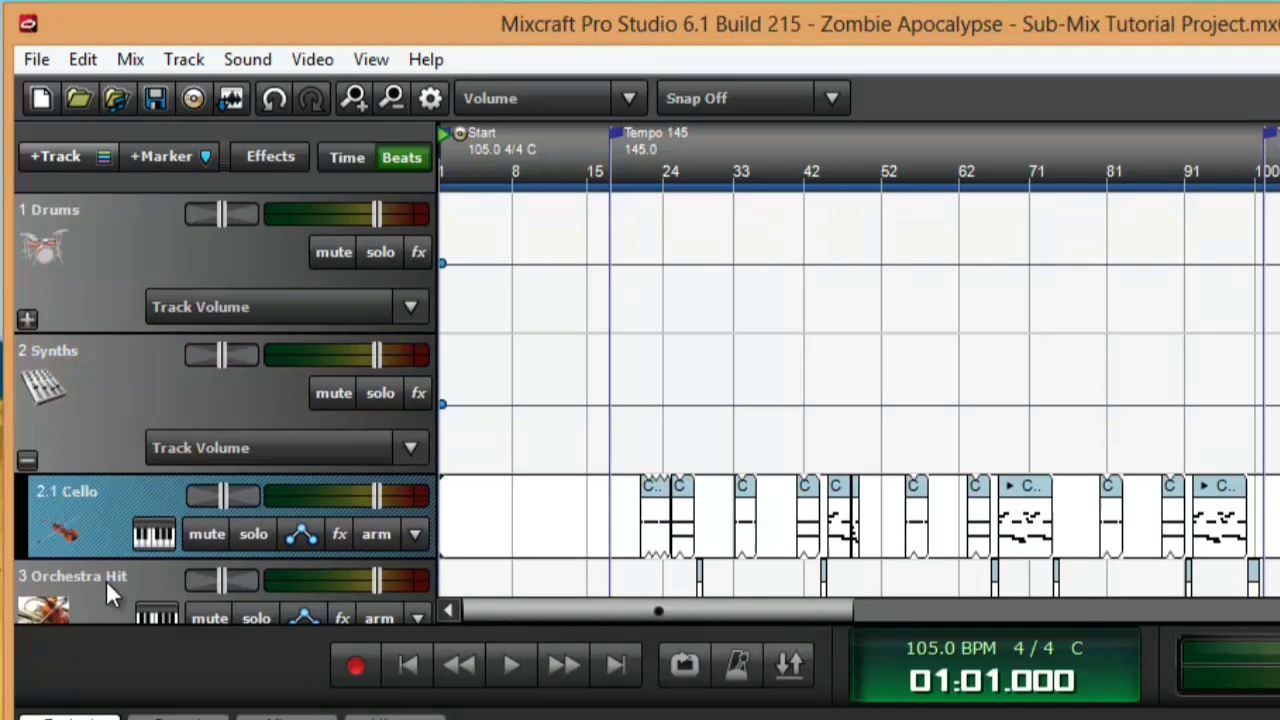 Mixcraft Pro Studio 6.1 Build 215 - Zombie Apocalypse - Sub-Mix Tutorial Project.mx
File Edit Mix Track Sound Video View Help
Volume Snap Off
+Track +Marker Effects Time Beats
Start Tempo 145
105.0 4/4 C 145.0
1 8 15 24 33 42 52 62 71 81 91 100
1 Drums
mute solo fx
Track Volume
2 Synths
mute solo fx
Track Volume
2.1 Cello
C.. C C C C C C C.. C C C..
mute solo fx arm
3 Orchestra Hit
mute solo fx arm
105.0 BPM 4 / 4 C
01:01.000